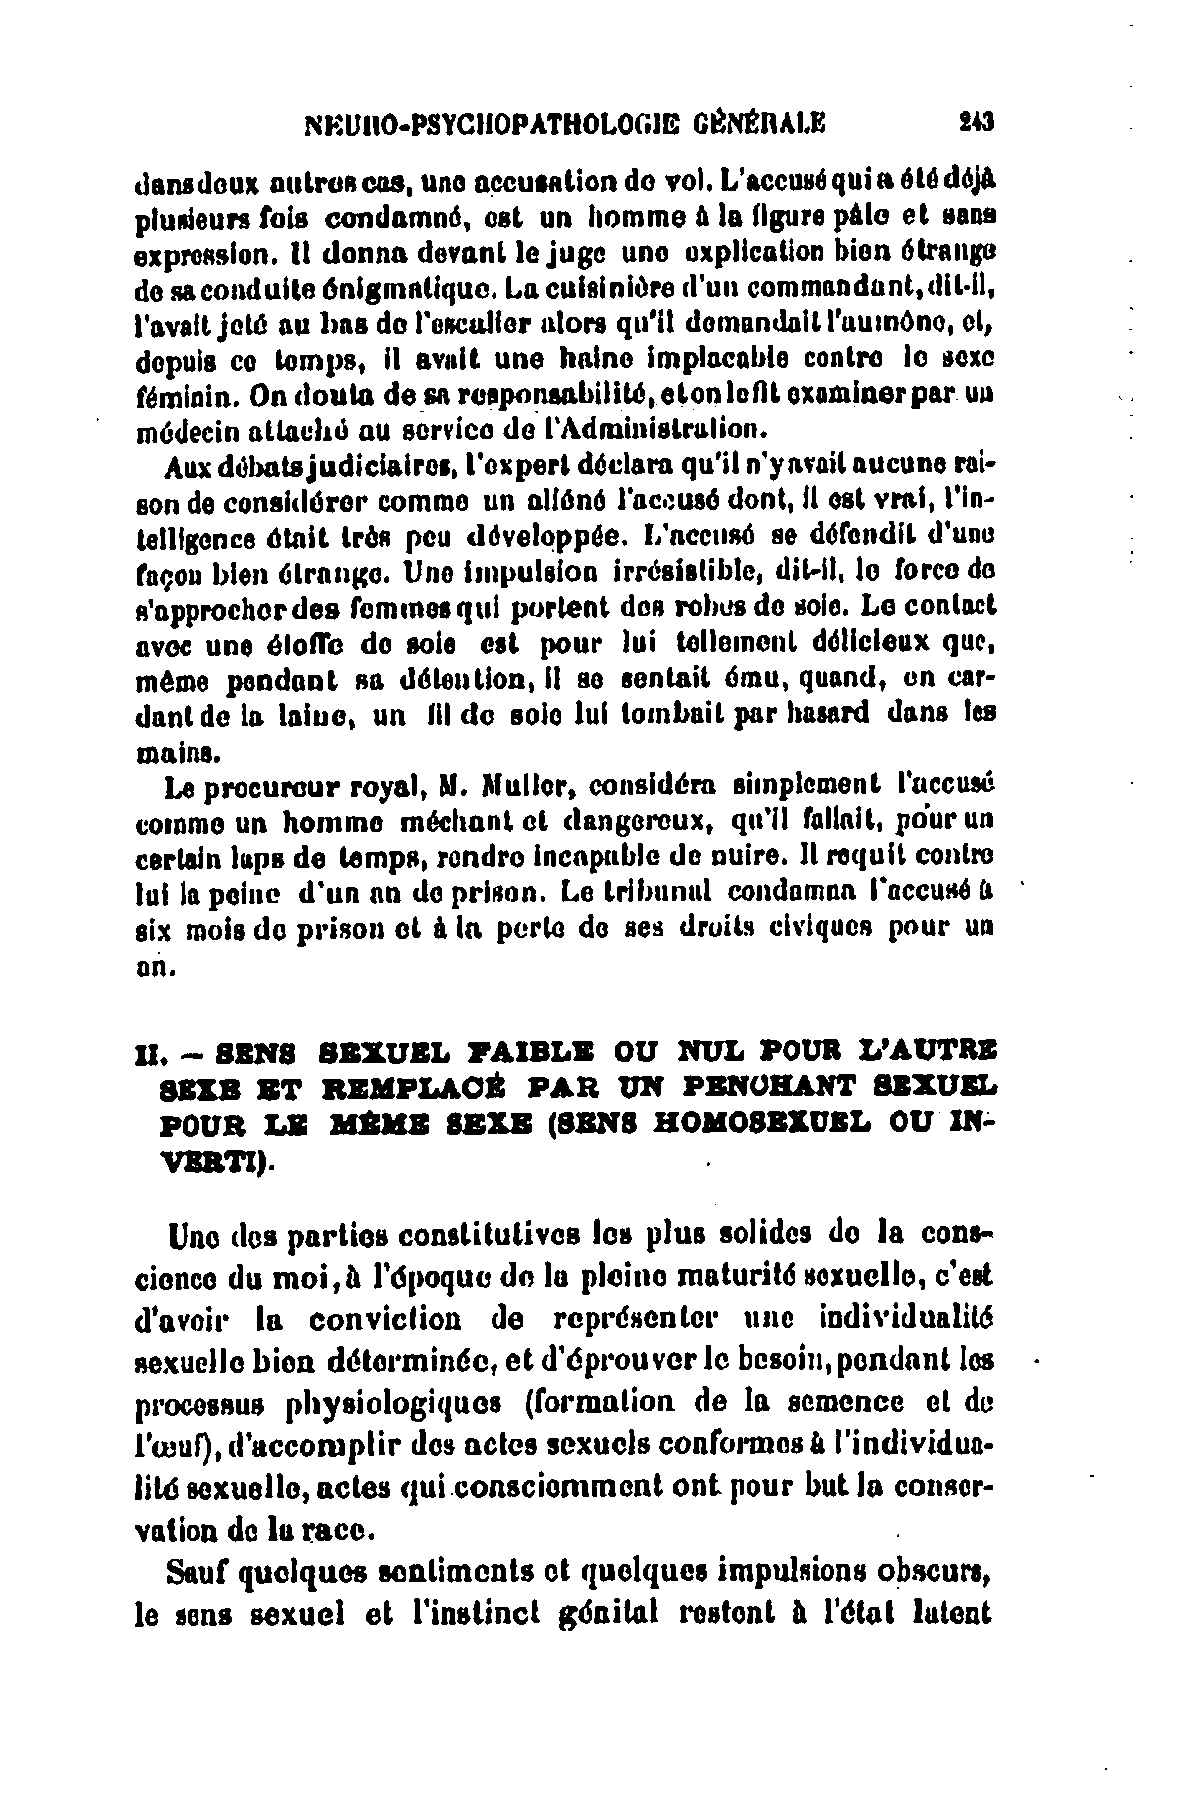 NEURO-PSYCHOPATHOLOGIE GÉNÉRALE 243
dans deux autres cas, une accusation de vol. L'accusé qui a été déjà
plusieurs fois condamné, est un homme à la figure pâle et sans
expression. Il donna devant le juge une explication bien étrange
de sa conduite énigmatique. La cuisinière d'un commandant, dit-il,
l'avait jeté au bas de l'escalier alors qu'il demandait l'aumône, et,
depuis ce temps, il avait une haine implacable contre le sexe
féminin. On douta de sa responsabilité, et on le fit examiner par un
médecin attaché au service de l'Administration.
Aux débats judiciaires, l'expert déclara qu'il n'y avait aucune rai-
son de considérer comme un aliéné l'accusé dont, il est vrai, l'in-
telligence était très peu développée. L'accusé se défendit d'une
façon bien étrange. Une impulsion irrésistible, dit-il, le force de
s'approcher des femmes qui portent des robes de soie. Le contact
avec une étoffe de soie est pour lui tellement délicieux que,
même pendant sa détention, il se sentait ému, quand, en car-
dant de la laine, un fil de soie lui tombait par hasard dans les
mains.
Le procureur royal, M. Muller, considéra simplement l'accusé
comme un homme méchant et dangereux, qu'il fallait, pour un
certain laps de temps, rendre incapable de nuire. Il requit contre
lui la peine d'un an de prison. Le tribunal condamna l'accusé à
six mois de prison et à la perte de ses droits civiques pour un
an.
II. — SENS SEXUEL FAIBLE OU NUL POUR L'AUTRE
SEXE ET REMPLACÉ PAR UN PENCHANT SEXUEL
POUR LE MÊME SEXE (SENS HOMOSEXUEL OU IN-
VERTI).
Une des parties constitutives les plus solides de la cons-
cience du moi, à l'époque de la pleine maturité sexuelle, c'est
d'avoir la conviction de représenter une individualité
sexuelle bien déterminée, et d'éprouver le besoin, pendant les
processus physiologiques (formation de la semence et de
l'œuf), d'accomplir des actes sexuels conformes à l'individua-
lité sexuelle, actes qui consciemment ont pour but la conser-
vation de la race.
Sauf quelques sentiments et quelques impulsions obscurs,
le sens sexuel et l'instinct génital restent à l'état latent